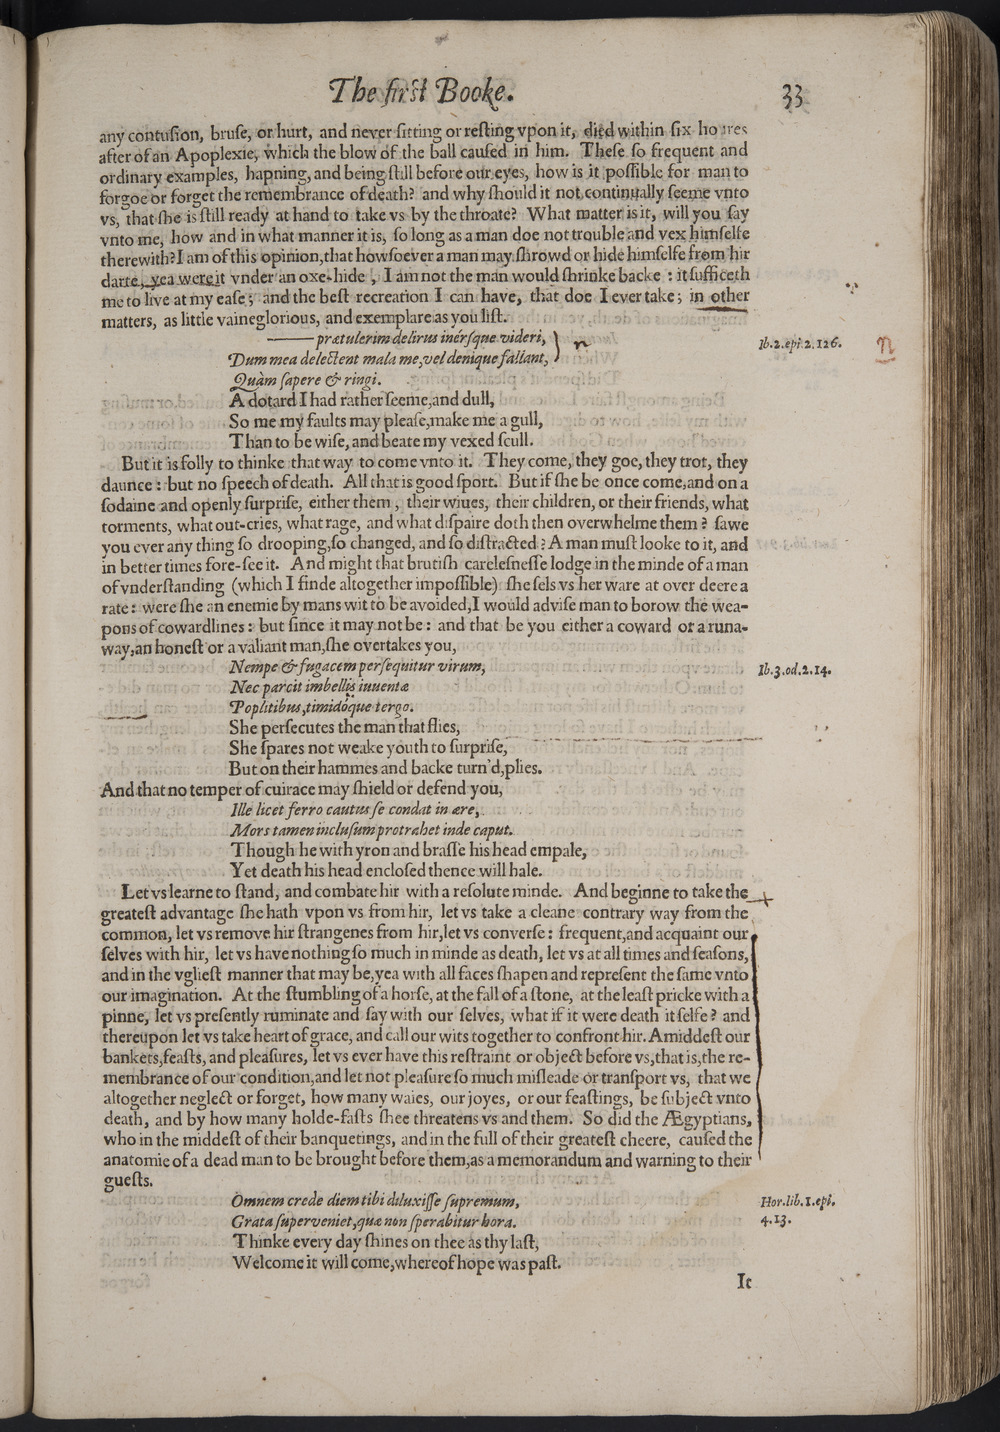 The first Booke.
33
any contuſion, bruſe, or hurt, and never ſitting or reſting vpon it, died within ſix houres
after of an Apoplexie, which the blow of the ball cauſed in him. Theſe ſo frequent and
ordinary examples, hapning, and being ſtill before our eyes, how is it poſſible for man to
forgoe or forget the remembrance of death? and why ſhould it not continually ſeeme vnto
vs, that ſhe is ſtill ready at hand to take vs by the throate? What matter is it, will you ſay
vnto me, how and in what manner it is, ſo long as a man doe not trouble and vex himſelfe
therewith? I am of this opinion, that howſoever a man may ſhrowd or hide himſelfe from hir
darte, yea were it vnder an oxe-hide, I am not the man would ſhrinke backe: it ſufficeth
me to live at my eaſe; and the beſt recreation I can have, that doe I ever take; in other
matters, as little vaineglorious, and exemplare as you liſt.
——prætulerim delirus inérſque videri, } n
lb.2.epi.2.126.
n
Dum mea delectent mala me, vel denique fallant,
Quàm ſapere & ringi.
A dotard I had rather ſeeme, and dull,
So me my faults may pleaſe, make me a gull,
Than to be wiſe, and beate my vexed ſcull.
But it is folly to thinke that way to come vnto it. They come, they goe, they trot, they
daunce: but no ſpeech of death. All that is good ſport. But if ſhe be once come, and on a
ſodaine and openly ſurpriſe, either them, their wiues, their children, or their friends, what
torments, what out-cries, what rage, and what diſpaire doth then overwhelme them? ſawe
you ever any thing ſo drooping, ſo changed, and ſo diſtracted? A man muſt looke to it, and
in better times fore-ſee it. And might that brutiſh careleſneſſe lodge in the minde of a man
of vnderſtanding (which I finde altogether impoſſible) ſhe ſels vs her ware at over deere a
rate: were ſhe an enemie by mans wit to be avoided, I would adviſe man to borow the wea-
pons of cowardlines: but ſince it may not be: and that be you either a coward or a runa-
way, an honeſt or a valiant man, ſhe overtakes you,
Nempe & fugacem perſequitur virum,
lb.3.od.2.14.
Nec parcit imbellis iuuentæ
Poplitibus, timidóque tergo.
She perſecutes the man that flies,
She ſpares not weake youth to ſurpriſe,
But on their hammes and backe turn'd, plies.
And that no temper of cuirace may ſhield or defend you,
Ille licet ferro cautus ſe condat in ære,
Mors tamen incluſum protrahet inde caput.
Though he with yron and braſſe his head empale,
Yet death his head encloſed thence will hale.
Let vs learne to ſtand, and combate hir with a reſolute minde. And beginne to take the
greateſt advantage ſhe hath vpon vs from hir, let vs take a cleane contrary way from the
common, let vs remove hir ſtrangenes from hir, let vs converſe: frequent, and acquaint our
ſelves with hir, let vs have nothing ſo much in minde as death, let vs at all times and ſeaſons,
and in the vglieſt manner that may be, yea with all faces ſhapen and repreſent the ſame vnto
our imagination. At the ſtumbling of a horſe, at the fall of a ſtone, at the leaſt pricke with a
pinne, let vs preſently ruminate and ſay with our ſelves, what if it were death it ſelfe? and
thereupon let vs take heart of grace, and call our wits together to confront hir. Amiddeſt our
bankets, feaſts, and pleaſures, let vs ever have this reſtraint or object before vs, that is, the re-
membrance of our condition, and let not pleaſure ſo much miſleade or tranſport vs, that we
altogether neglect or forget, how many waies, our joyes, or our feaſtings, be ſubject vnto
death, and by how many holde-faſts ſhee threatens vs and them. So did the Ægyptians,
who in the middeſt of their banquetings, and in the full of their greateſt cheere, cauſed the
anatomie of a dead man to be brought before them, as a memorandum and warning to their
gueſts.
Omnem crede diem tibi diluxiſſe ſupremum,
Hor.lib.1.epi.
Grata ſuperveniet, quæ non ſperabitur hora.
4.13.
Thinke every day ſhines on thee as thy laſt,
Welcome it will come, whereof hope was paſt.
It